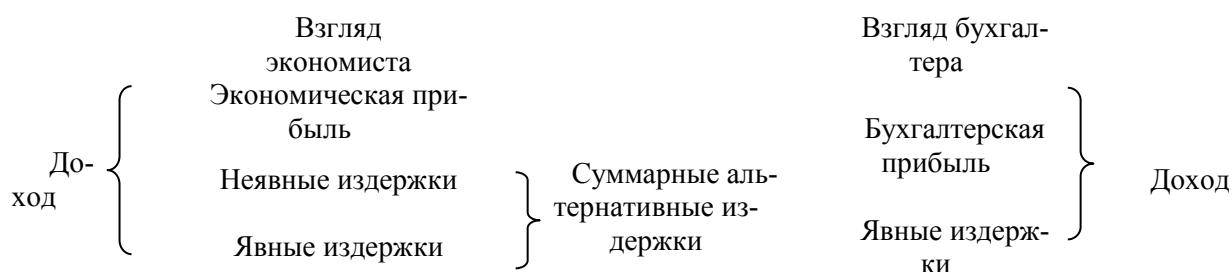 Взгляд
экономиста
Экономическая при-
быль
До-
ход
Неявные издержки
Явные издержки
Суммарные аль-
тернативные из-
держки
Взгляд бухгал-
тера
Бухгалтерская
прибыль
Явные издерж-
ки
Доход